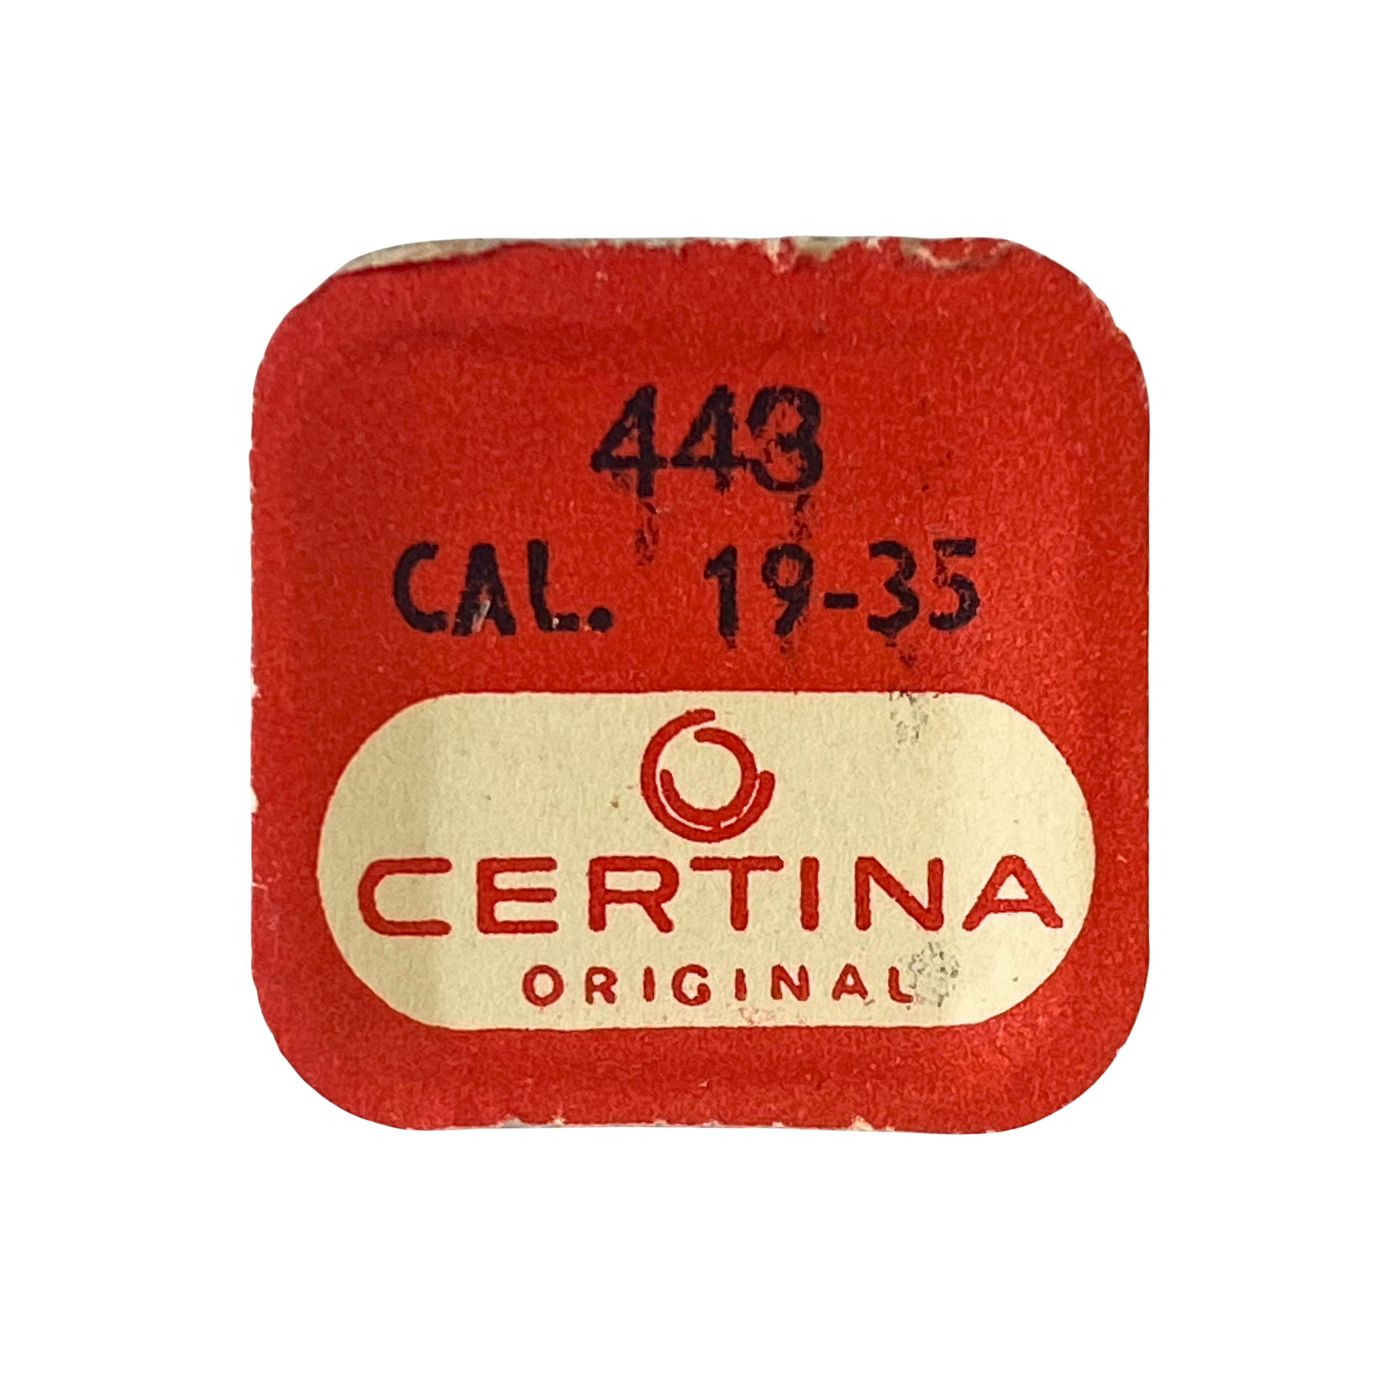 443
CAL. 19-35
CERTINA
ORIGINAL